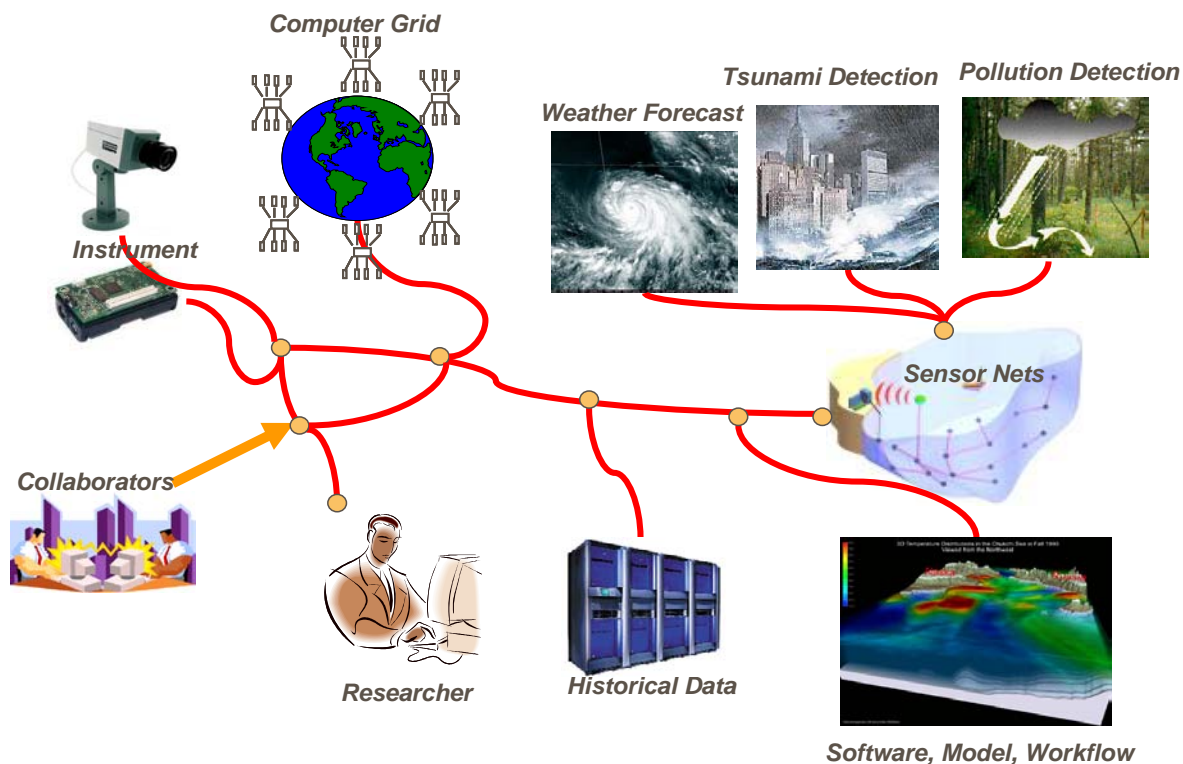 Computer Grid
Tsunami Detection
Pollution Detection
Weather Forecast
Instrument
Sensor Nets
Collaborators
Researcher
Historical Data
Software, Model, Workflow